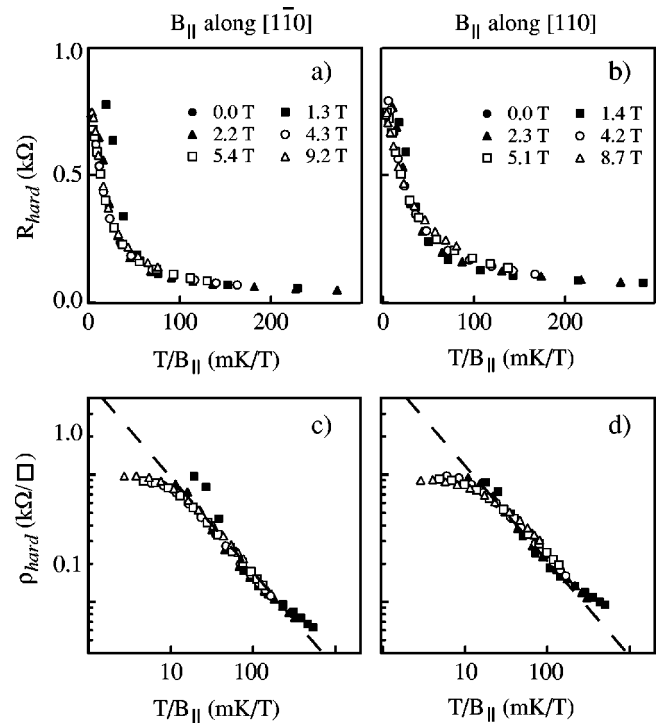 B|| along [11̅0]
B|| along [110]
R_hard (kΩ)
1.0
0.5
0.0
a)
0.0 T
1.3 T
2.2 T
4.3 T
5.4 T
9.2 T
0
100
200
T/B|| (mK/T)
b)
0.0 T
1.4 T
2.3 T
4.2 T
5.1 T
8.7 T
0
100
200
T/B|| (mK/T)
ρ_hard (kΩ/□)
1.0
0.1
c)
10
100
T/B|| (mK/T)
d)
10
100
T/B|| (mK/T)